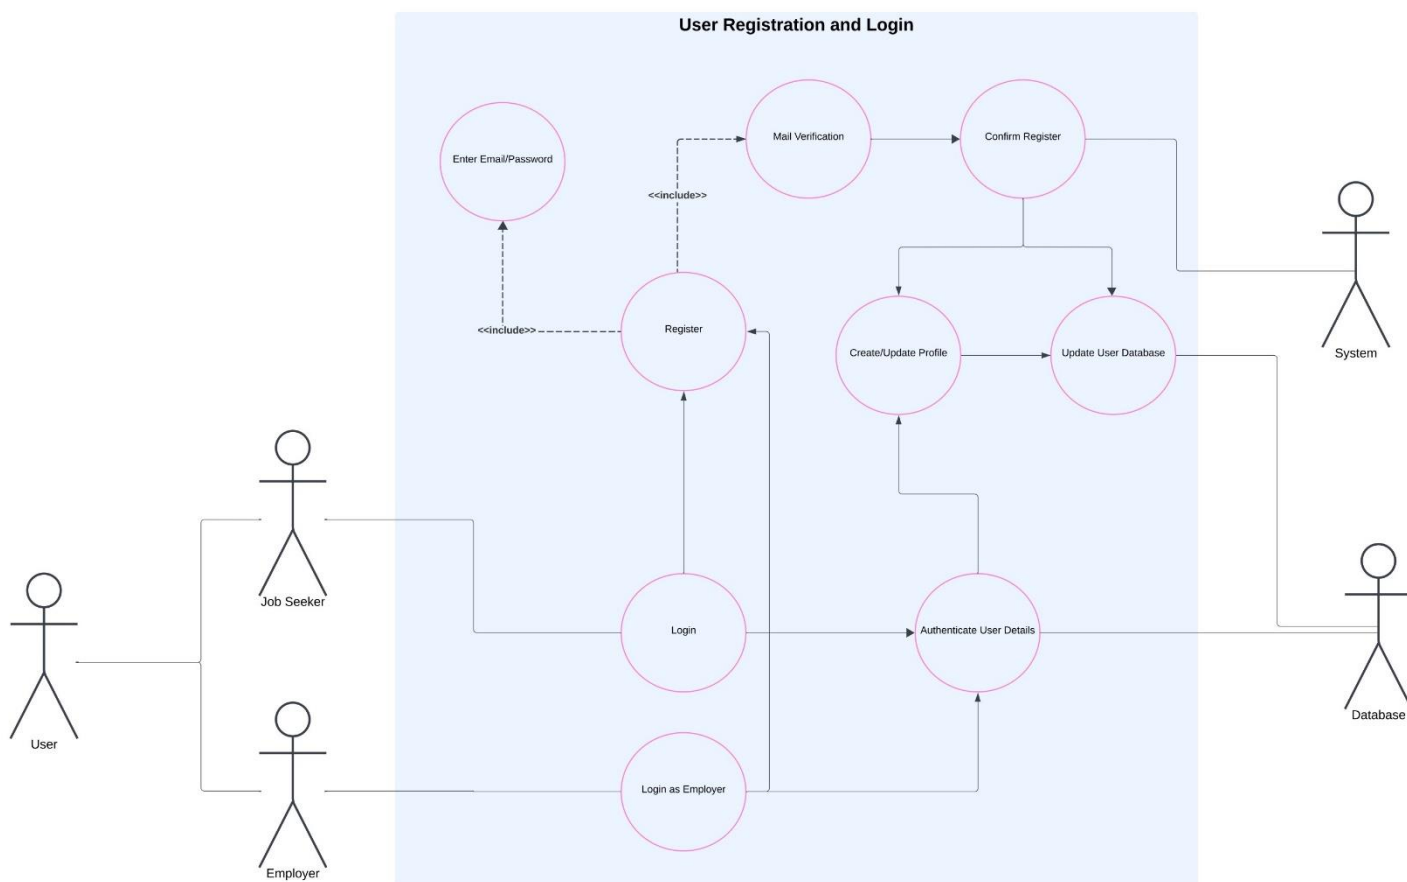 User Registration and Login
Mail Verification
Confirm Register
Enter Email/Password
<<include>>
<<include>>
Register
Create/Update Profile
Update User Database
System
Job Seeker
Login
Authenticate User Details
User
Database
Login as Employer
Employer